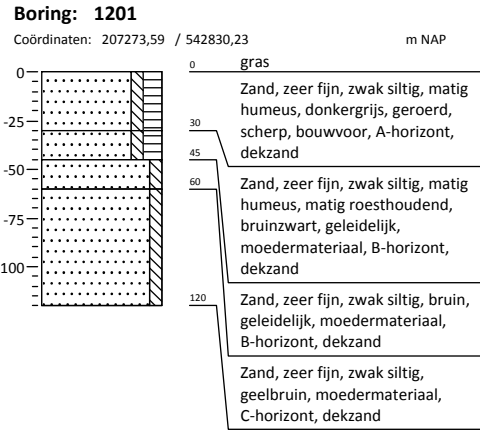 Boring: 1201
Coördinaten: 207273,59 / 542830,23 m NAP
0
-25
-50
-75
100
0
30
45
60
120
gras
Zand, zeer fijn, zwak siltig, matig
humeus, donkergrijs, geroerd,
scherp, bouwvoor, A-horizont,
dekzand
Zand, zeer fijn, zwak siltig, matig
humeus, matig roesthoudend,
bruinzwart, geleidelijk,
moedermateriaal, B-horizont,
dekzand
Zand, zeer fijn, zwak siltig, bruin,
geleidelijk, moedermateriaal,
B-horizont, dekzand
Zand, zeer fijn, zwak siltig,
geelbruin, moedermateriaal,
C-horizont, dekzand